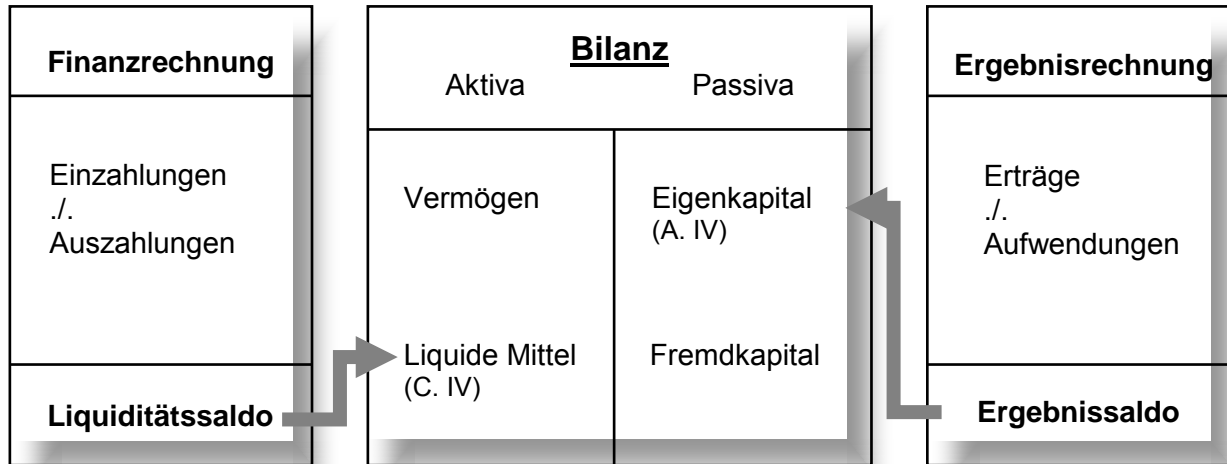 Finanzrechnung
Einzahlungen
./.
Auszahlungen
Liquiditätssaldo
Bilanz
Aktiva Passiva
Vermögen
Eigenkapital
(A. IV)
Liquide Mittel
(C. IV)
Fremdkapital
Ergebnisrechnung
Erträge
./.
Aufwendungen
Ergebnissaldo